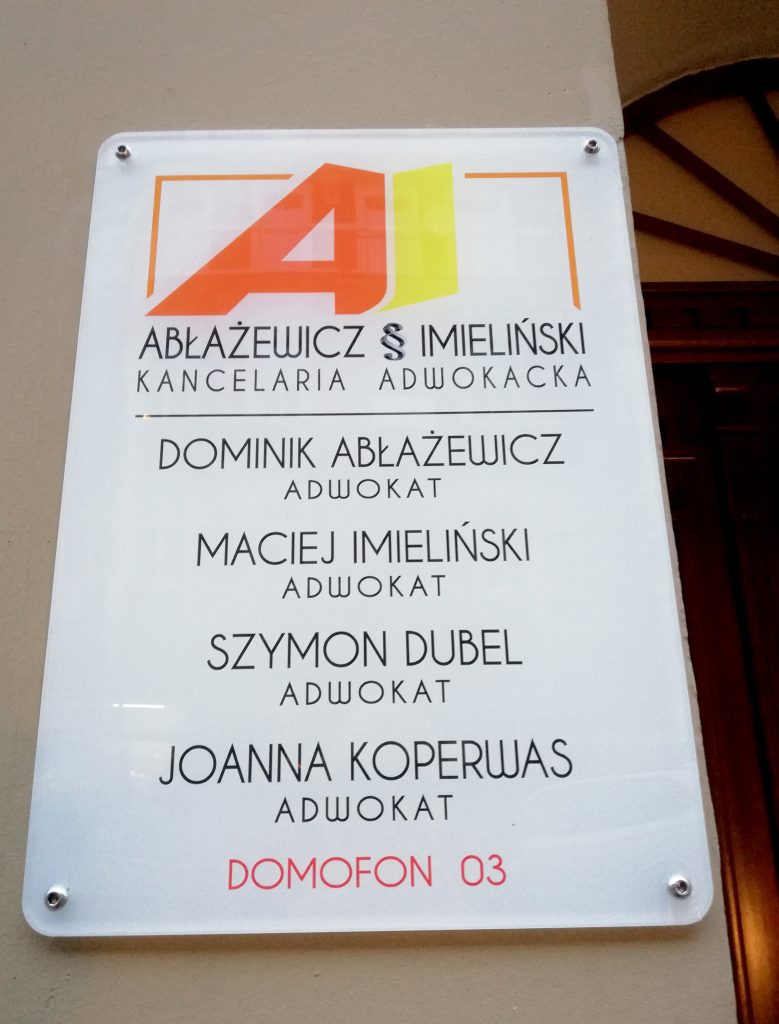 AI
ABŁAŻEWICZ § IMIELIŃSKI
KANCELARIA ADWOKACKA
DOMINIK ABŁAŻEWICZ
ADWOKAT
MACIEJ IMIELIŃSKI
ADWOKAT
SZYMON DUBEL
ADWOKAT
JOANNA KOPERWAS
ADWOKAT
DOMOFON 03